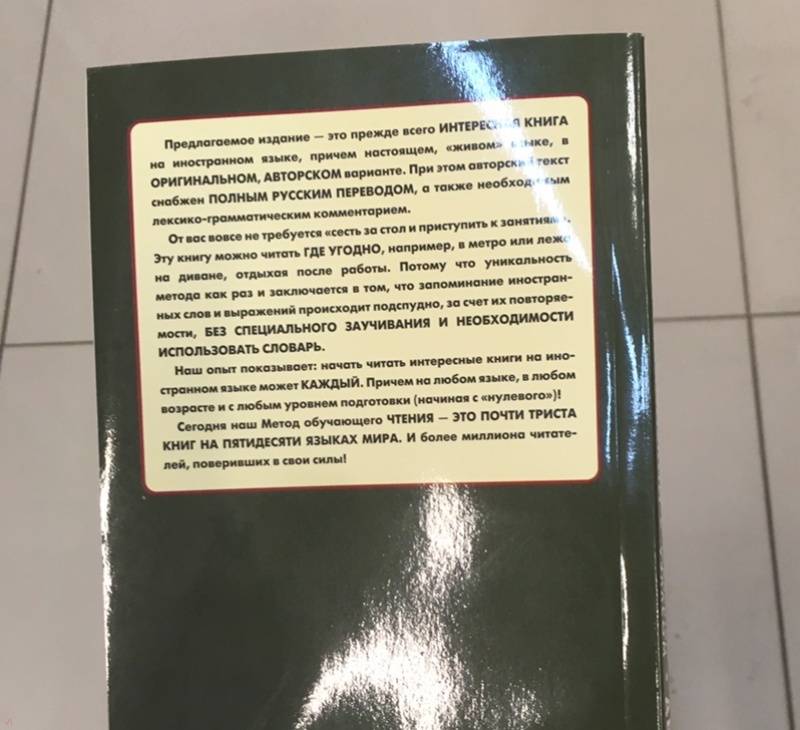 Предлагаемое издание — это прежде всего ИНТЕРЕСНАЯ КНИГА
на иностранном языке, причем настоящем, «живом» языке, в
ОРИГИНАЛЬНОМ, АВТОРСКОМ варианте. При этом авторский текст
снабжен ПОЛНЫМ РУССКИМ ПЕРЕВОДОМ, а также необходимым
лексико-грамматическим комментарием.
От вас вовсе не требуется «сесть за стол и приступить к занятиям».
Эту книгу можно читать ГДЕ УГОДНО, например, в метро или лежа
на диване, отдыхая после работы. Потому что уникальность
метода как раз и заключается в том, что запоминание иностран-
ных слов и выражений происходит подспудно, за счет их повторяе-
мости, БЕЗ СПЕЦИАЛЬНОГО ЗАУЧИВАНИЯ И НЕОБХОДИМОСТИ
ИСПОЛЬЗОВАТЬ СЛОВАРЬ.
Наш опыт показывает: начать читать интересные книги на ино-
странном языке может КАЖДЫЙ. Причем на любом языке, в любом
возрасте и с любым уровнем подготовки (начиная с «нулевого»)!
Сегодня наш Метод обучающего ЧТЕНИЯ — ЭТО ПОЧТИ ТРИСТА
КНИГ НА ПЯТИДЕСЯТИ ЯЗЫКАХ МИРА. И более миллиона читате-
лей, поверивших в свои силы!